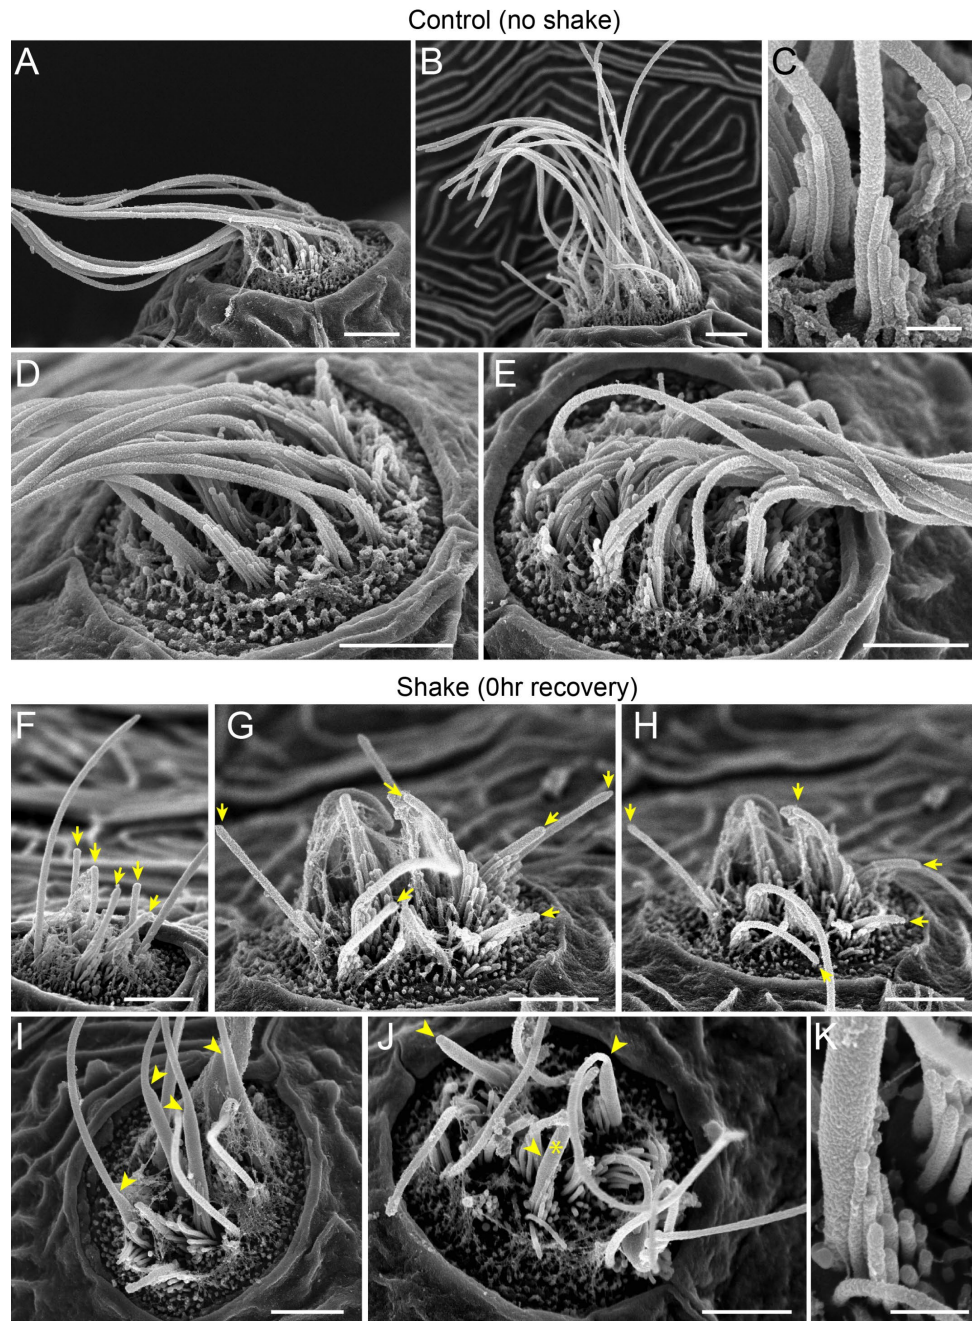 Control (no shake)
A
B
C
D
E
Shake (0hr recovery)
F
G
H
I
J
*
K